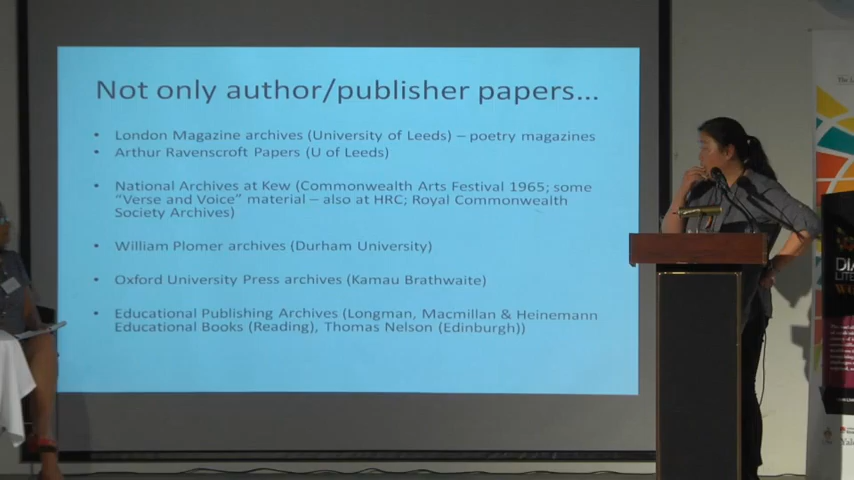 Not only author/publisher papers...
• London Magazine archives (University of Leeds) – poetry magazines
• Arthur Ravenscroft Papers (U of Leeds)
• National Archives at Kew (Commonwealth Arts Festival 1965; some
"Verse and Voice" material – also at HRC; Royal Commonwealth
Society Archives)
• William Plomer archives (Durham University)
• Oxford University Press archives (Kamau Brathwaite)
• Educational Publishing Archives (Longman, Macmillan & Heinemann
Educational Books (Reading), Thomas Nelson (Edinburgh))